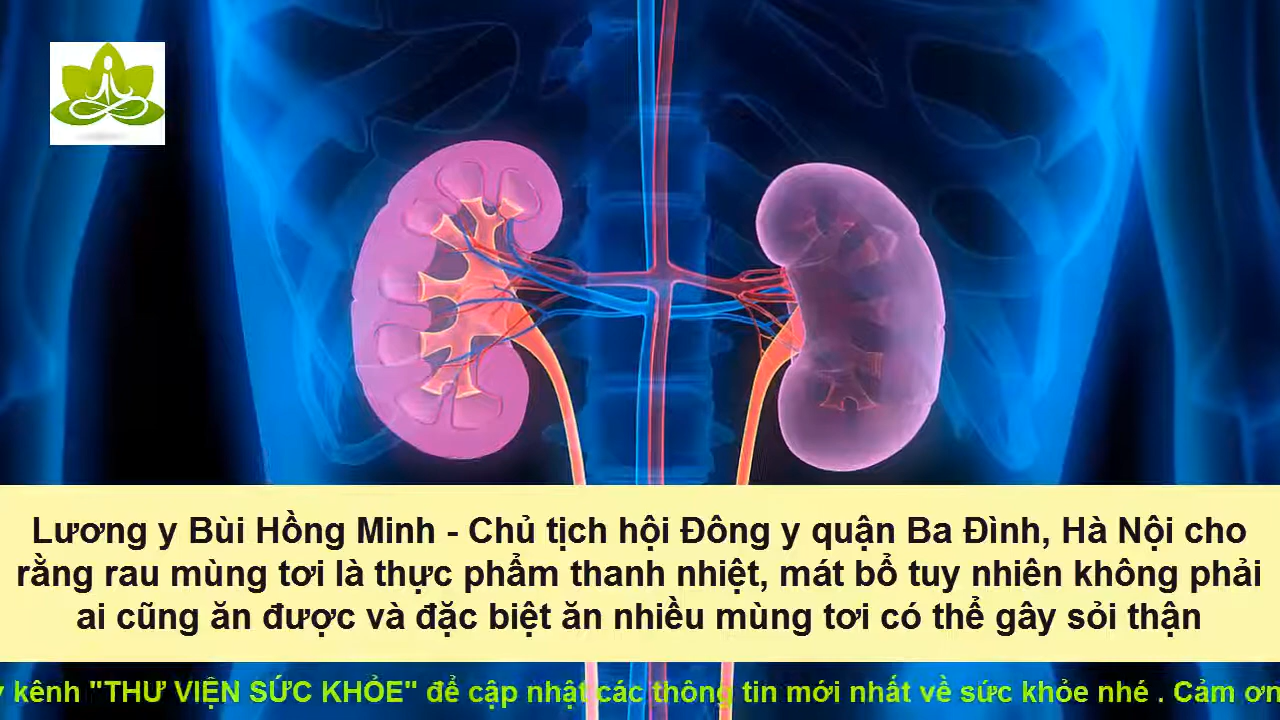 Lương y Bùi Hồng Minh - Chủ tịch hội Đông y quận Ba Đình, Hà Nội cho
rằng rau mùng tơi là thực phẩm thanh nhiệt, mát bổ tuy nhiên không phải
ai cũng ăn được và đặc biệt ăn nhiều mùng tơi có thể gây sỏi thận
kênh "THƯ VIỆN SỨC KHỎE" để cập nhật các thông tin mới nhất về sức khỏe nhé . Cảm ơn